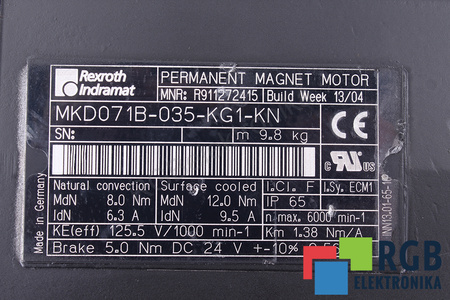 Rexroth
Indramat
PERMANENT MAGNET MOTOR
MNR: R911272415 Build Week 13/04
MKD071B-035-KG1-KN
SN: m 9.8 kg
CE
c RU us
Made in Germany
Natural convection Surface cooled I.Cl. F I.Sy. ECM1
MdN 8.0 Nm MdN 12.0 Nm IP 65
IdN 6.3 A IdN 9.5 A n max. 6000 min-1
KE(eff) 125.5 V/1000 min-1 Km 1.38 Nm/A
Brake 5.0 Nm DC 24 V +-10%
RGB
ELEKTRONIKA